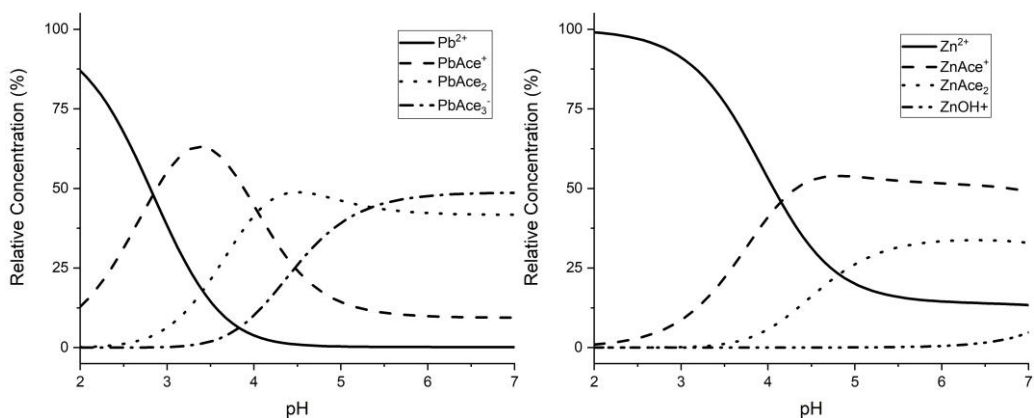 100
75
50
25
0
Relative Concentration (%)
2
3
4
5
6
7
pH
Pb²⁺
PbAce⁺
PbAce₂
PbAce₃⁻
100
75
50
25
0
Relative Concentration (%)
2
3
4
5
6
7
pH
Zn²⁺
ZnAce⁺
ZnAce₂
ZnOH+